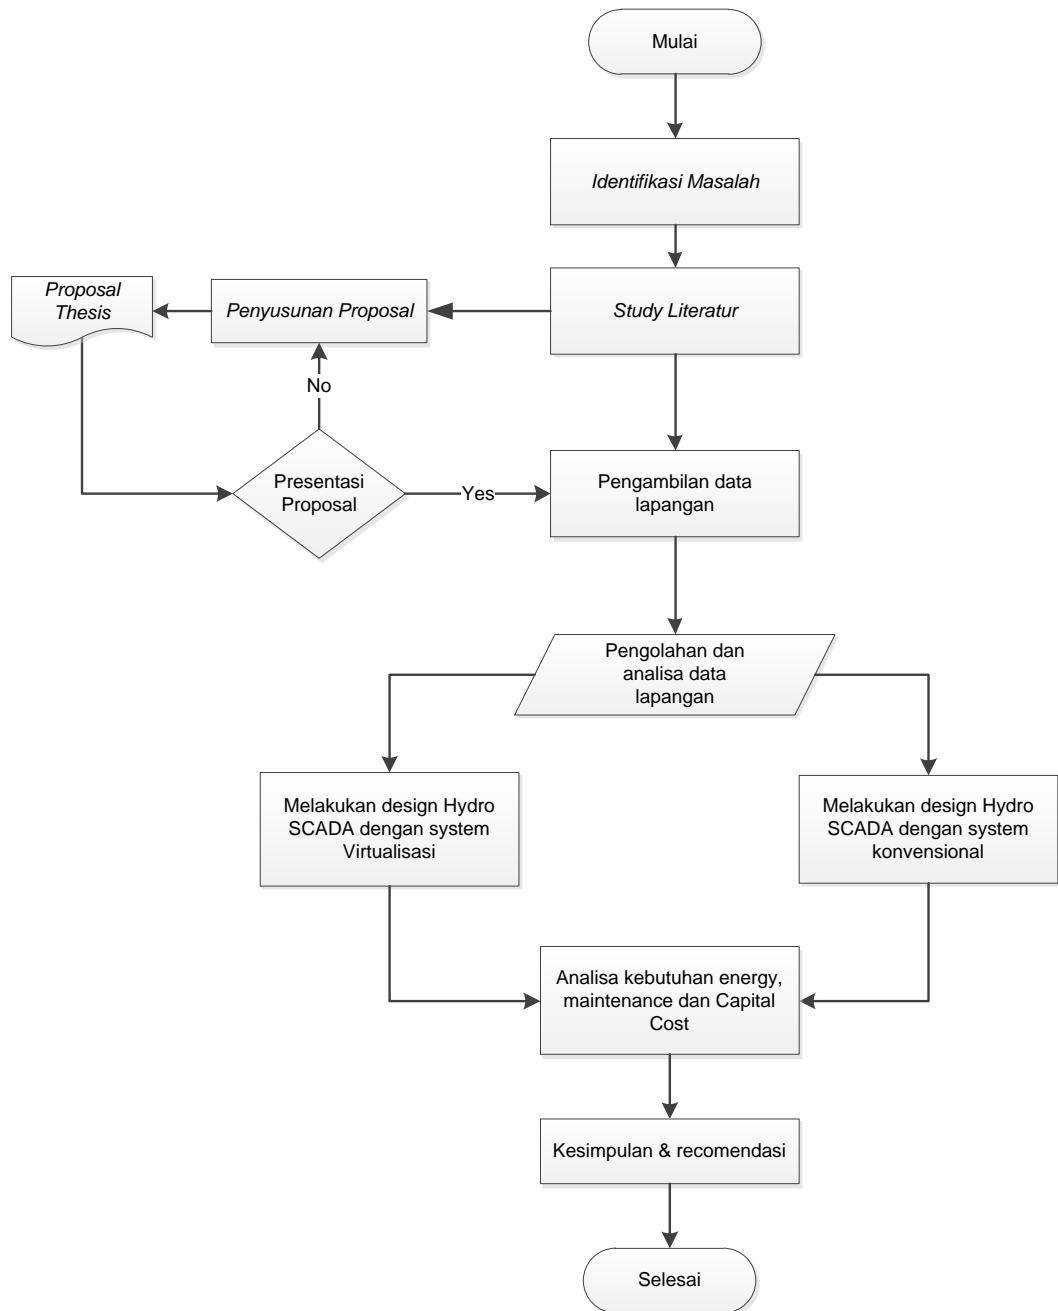 Mulai
Identifikasi Masalah
Study Literatur
Penyusunan Proposal
Proposal
Thesis
No
Presentasi
Proposal
Yes
Pengambilan data
lapangan
Pengolahan dan
analisa data
lapangan
Melakukan design Hydro
SCADA dengan system
Virtualisasi
Melakukan design Hydro
SCADA dengan system
konvensional
Analisa kebutuhan energy,
maintenance dan Capital
Cost
Kesimpulan & recomendasi
Selesai